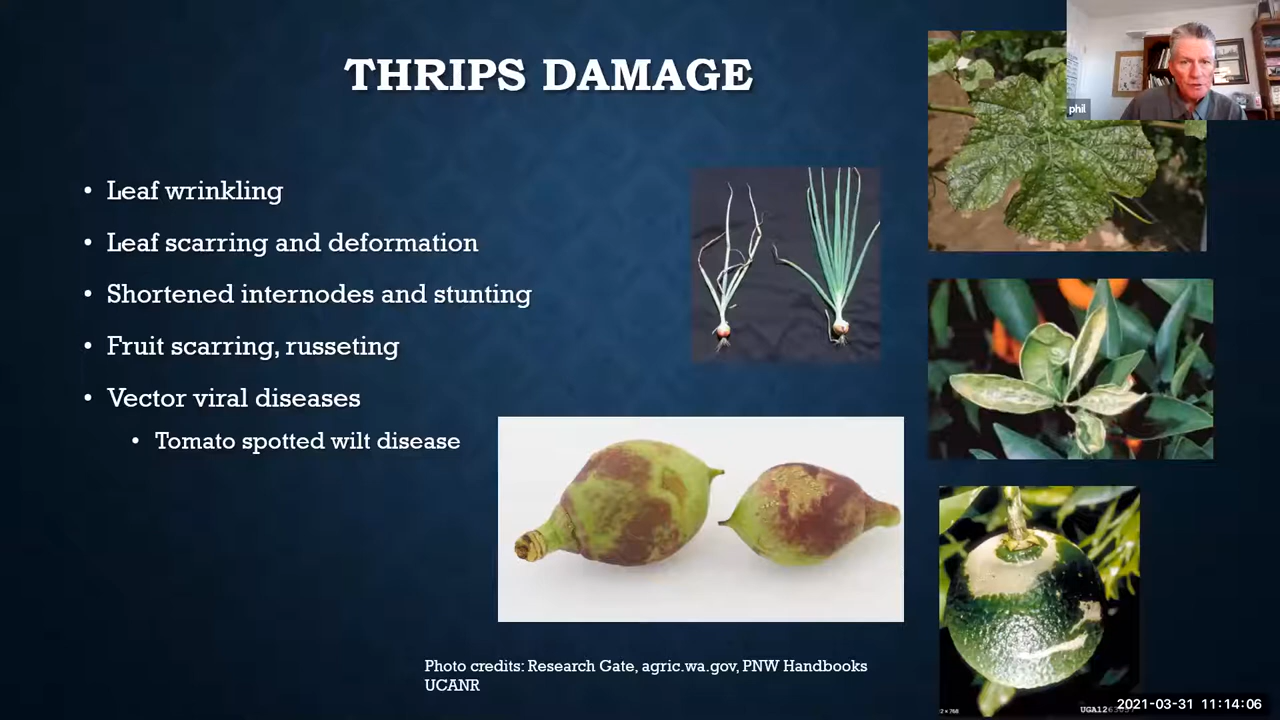 THRIPS DAMAGE
phil
• Leaf wrinkling
• Leaf scarring and deformation
• Shortened internodes and stunting
• Fruit scarring, russeting
• Vector viral diseases
• Tomato spotted wilt disease
Photo credits: Research Gate, agric.wa.gov, PNW Handbooks
UCANR
2021-03-31 11:14:06